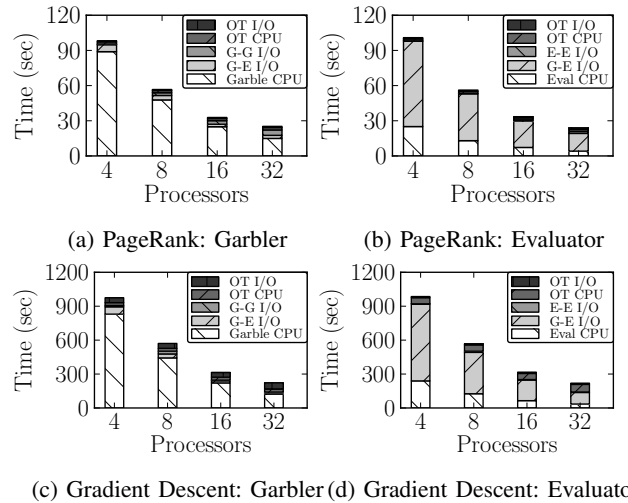 120
90
60
30
0
Time (sec)
OT I/O
OT CPU
G-G I/O
G-E I/O
Garble CPU
4 8 16 32
Processors
(a) PageRank: Garbler
120
90
60
30
0
Time (sec)
OT I/O
OT CPU
E-E I/O
G-E I/O
Eval CPU
4 8 16 32
Processors
(b) PageRank: Evaluator
1200
900
600
300
0
Time (sec)
OT I/O
OT CPU
G-G I/O
G-E I/O
Garble CPU
4 8 16 32
Processors
(c) Gradient Descent: Garbler
1200
900
600
300
0
Time (sec)
OT I/O
OT CPU
E-E I/O
G-E I/O
Eval CPU
4 8 16 32
Processors
(d) Gradient Descent: Evaluato